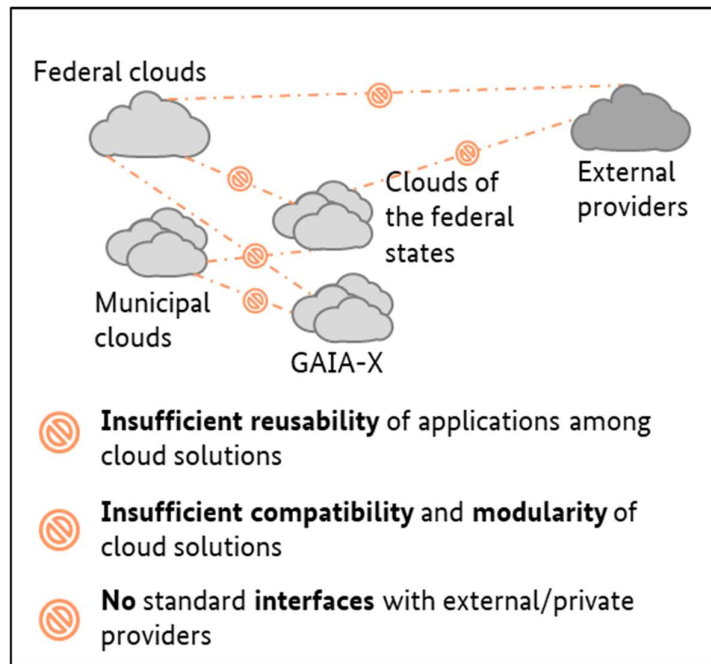 Federal clouds
Clouds of
the federal
states
External
providers
Municipal
clouds
GAIA-X
Insufficient reusability of applications among
cloud solutions
Insufficient compatibility and modularity of
cloud solutions
No standard interfaces with external/private
providers